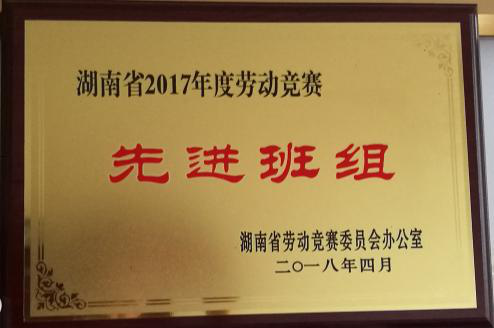 湖南省2017年度劳动竞赛
先进班组
湖南省劳动竞赛委员会办公室
二〇一八年四月